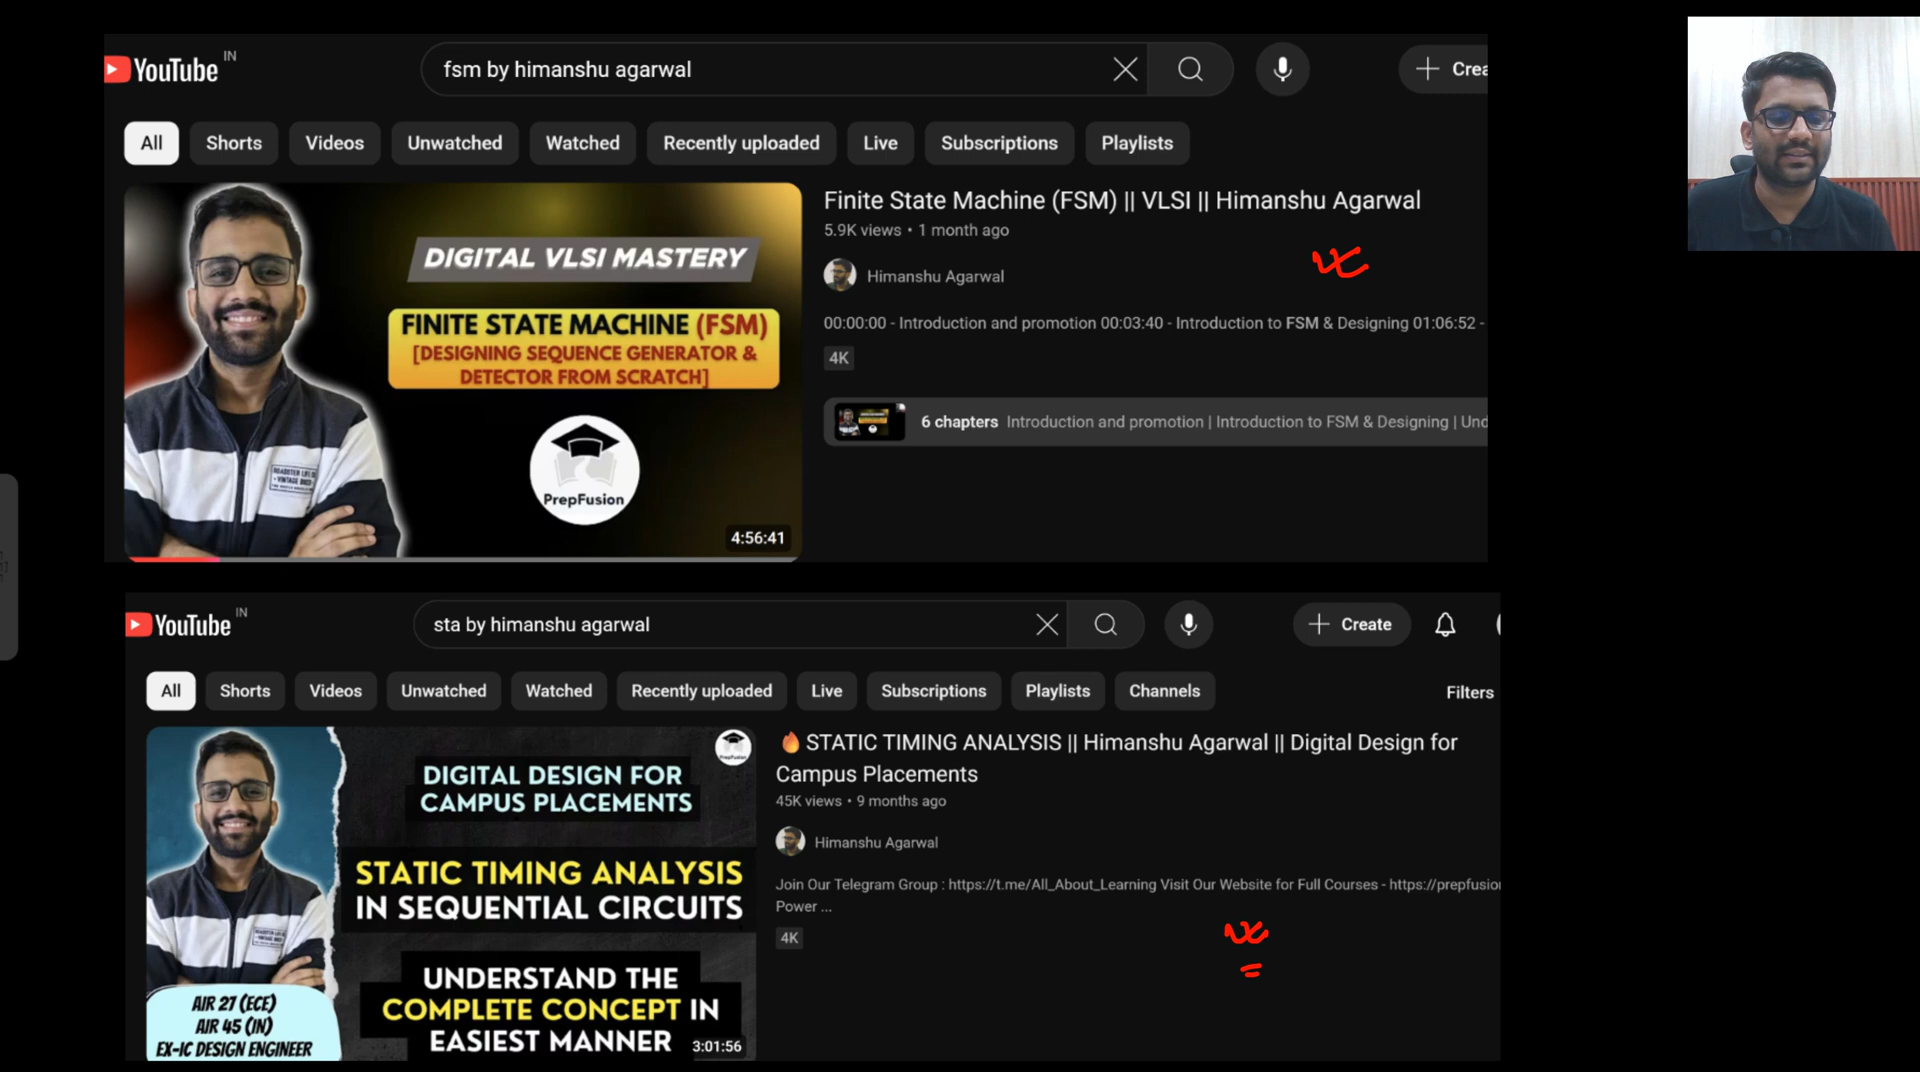 YouTube IN
fsm by himanshu agarwal
Crea
All
Shorts
Videos
Unwatched
Watched
Recently uploaded
Live
Subscriptions
Playlists
DIGITAL VLSI MASTERY
FINITE STATE MACHINE (FSM)
[DESIGNING SEQUENCE GENERATOR &
DETECTOR FROM SCRATCH]
PrepFusion
4:56:41
Finite State Machine (FSM) || VLSI || Himanshu Agarwal
5.9K views • 1 month ago
Himanshu Agarwal
00:00:00 - Introduction and promotion 00:03:40 - Introduction to FSM & Designing 01:06:52 -
4K
6 chapters Introduction and promotion | Introduction to FSM & Designing | Und
YouTube IN
sta by himanshu agarwal
Create
All
Shorts
Videos
Unwatched
Watched
Recently uploaded
Live
Subscriptions
Playlists
Channels
Filters
DIGITAL DESIGN FOR
CAMPUS PLACEMENTS
STATIC TIMING ANALYSIS
IN SEQUENTIAL CIRCUITS
UNDERSTAND THE
COMPLETE CONCEPT IN
EASIEST MANNER
AIR 27 (ECE)
AIR 45 (IN)
EX-IC DESIGN ENGINEER
3:01:56
🔥STATIC TIMING ANALYSIS || Himanshu Agarwal || Digital Design for
Campus Placements
45K views • 9 months ago
Himanshu Agarwal
Join Our Telegram Group : https://t.me/All_About_Learning Visit Our Website for Full Courses - https://prepfusion
Power ...
4K